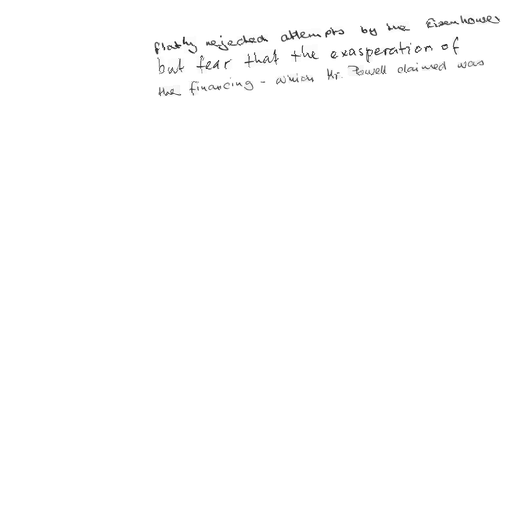 flatly rejected attempts by the Eisenhower
but fear that the exasperation of
the financing - which Mr. Powell claimed was